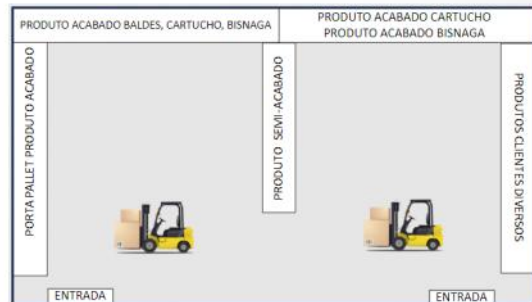 PRODUTO ACABADO BALDES, CARTUCHO, BISNAGA
PRODUTO ACABADO CARTUCHO
PRODUTO ACABADO BISNAGA
PORTA PALLET PRODUTO ACABADO
PRODUTO SEMI-ACABADO
PRODUTOS CLIENTES DIVERSOS
ENTRADA
ENTRADA